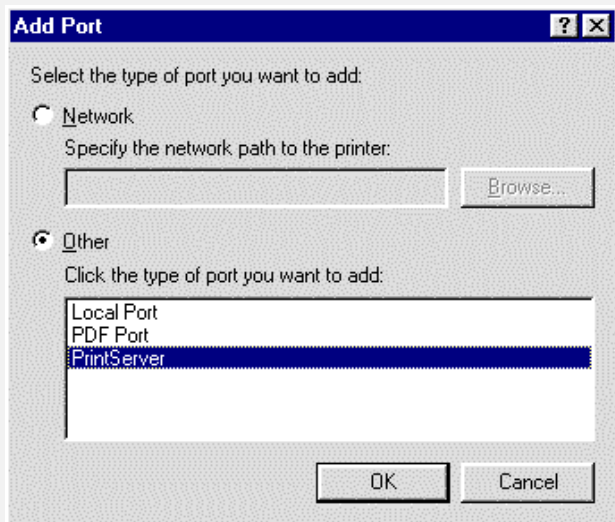 Add Port
Select the type of port you want to add:
Network
Specify the network path to the printer:
Browse...
Other
Click the type of port you want to add:
Local Port
PDF Port
PrintServer
OK Cancel